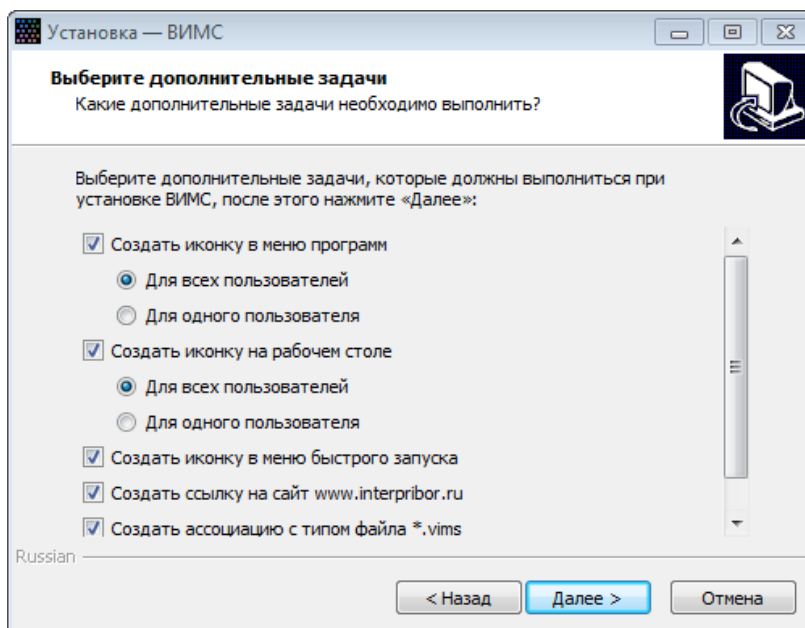 Установка — ВИМС
Выберите дополнительные задачи
Какие дополнительные задачи необходимо выполнить?
Выберите дополнительные задачи, которые должны выполниться при
установке ВИМС, после этого нажмите «Далее»:
Создать иконку в меню программ
Для всех пользователей
Для одного пользователя
Создать иконку на рабочем столе
Для всех пользователей
Для одного пользователя
Создать иконку в меню быстрого запуска
Создать ссылку на сайт www.interpribor.ru
Создать ассоциацию с типом файла *.vims
Russian
< Назад
Далее >
Отмена